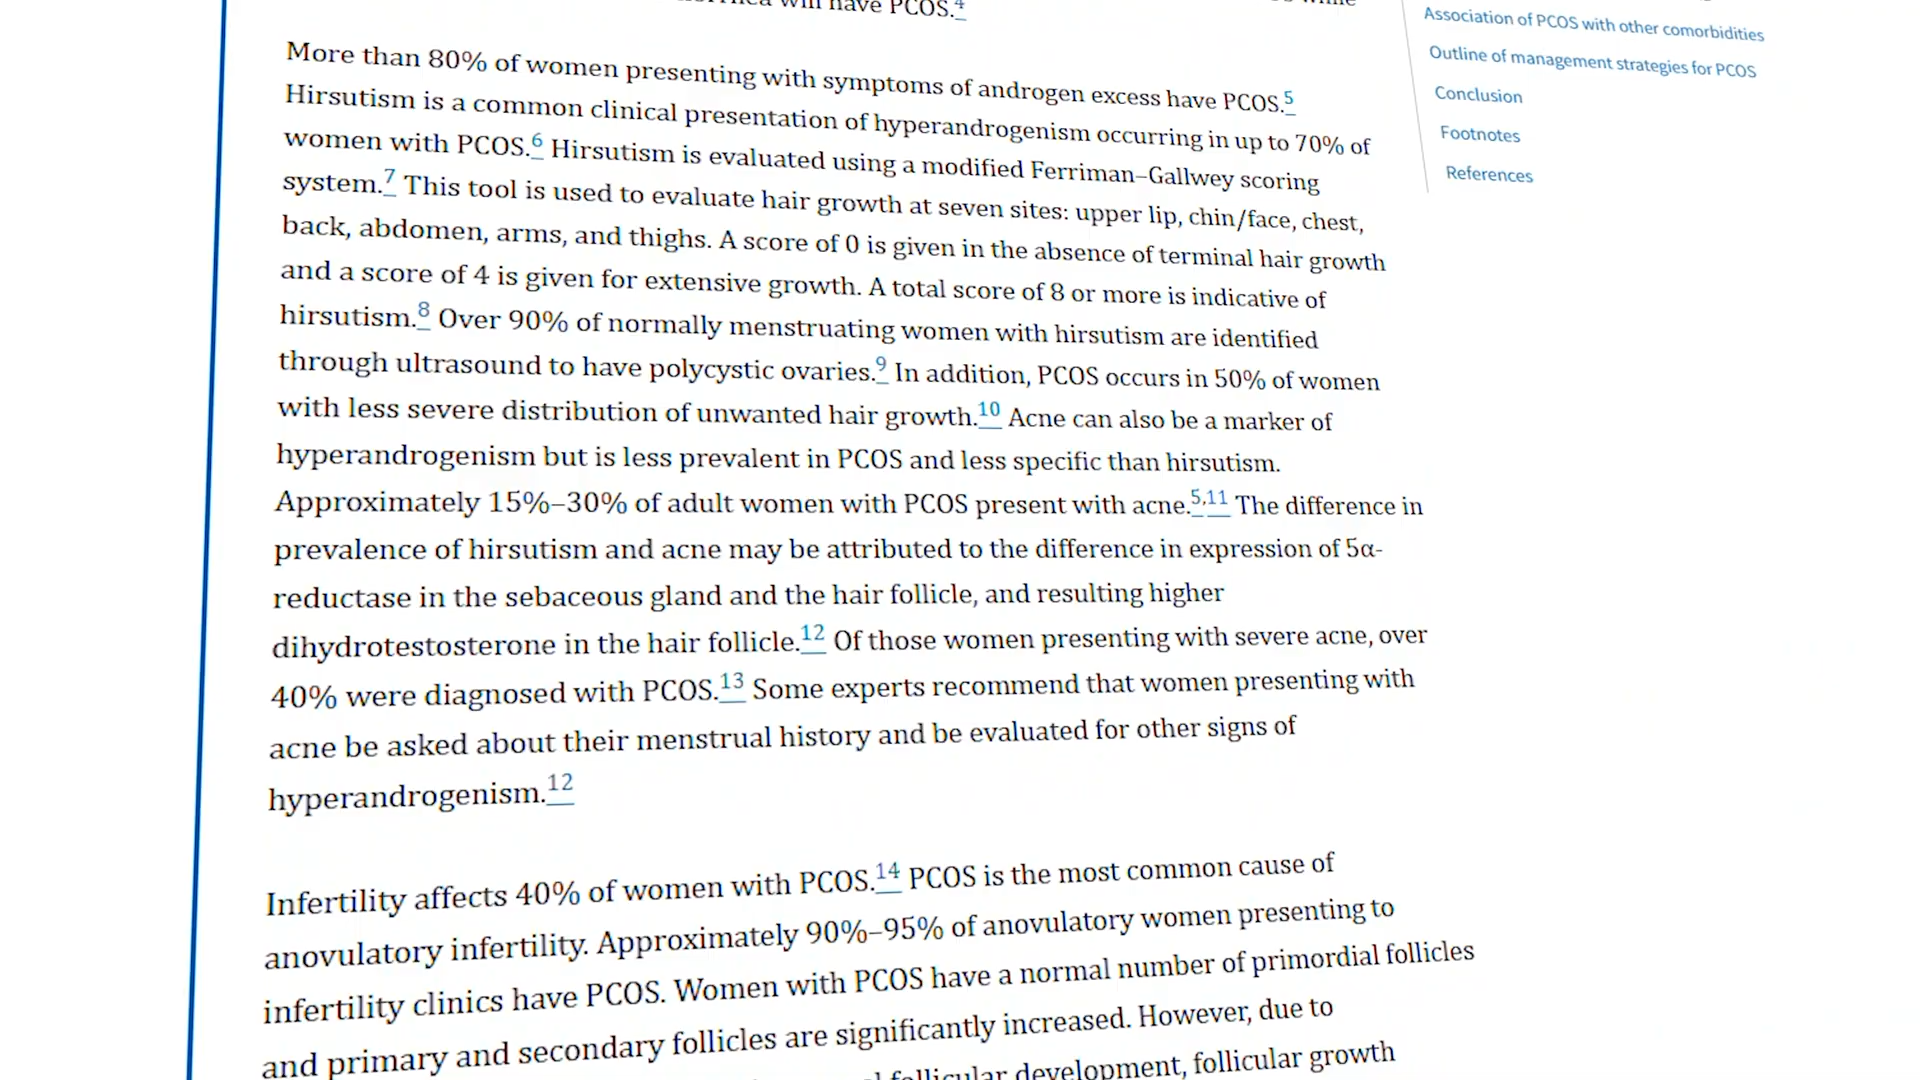 will have PCOS.4
More than 80% of women presenting with symptoms of androgen excess have PCOS.5
Hirsutism is a common clinical presentation of hyperandrogenism occurring in up to 70% of
women with PCOS.6 Hirsutism is evaluated using a modified Ferriman–Gallwey scoring
system.7 This tool is used to evaluate hair growth at seven sites: upper lip, chin/face, chest,
back, abdomen, arms, and thighs. A score of 0 is given in the absence of terminal hair growth
and a score of 4 is given for extensive growth. A total score of 8 or more is indicative of
hirsutism.8 Over 90% of normally menstruating women with hirsutism are identified
through ultrasound to have polycystic ovaries.9 In addition, PCOS occurs in 50% of women
with less severe distribution of unwanted hair growth.10 Acne can also be a marker of
hyperandrogenism but is less prevalent in PCOS and less specific than hirsutism.
Approximately 15%–30% of adult women with PCOS present with acne.5,11 The difference in
prevalence of hirsutism and acne may be attributed to the difference in expression of 5α-
reductase in the sebaceous gland and the hair follicle, and resulting higher
dihydrotestosterone in the hair follicle.12 Of those women presenting with severe acne, over
40% were diagnosed with PCOS.13 Some experts recommend that women presenting with
acne be asked about their menstrual history and be evaluated for other signs of
hyperandrogenism.12
Infertility affects 40% of women with PCOS.14 PCOS is the most common cause of
anovulatory infertility. Approximately 90%–95% of anovulatory women presenting to
infertility clinics have PCOS. Women with PCOS have a normal number of primordial follicles
and primary and secondary follicles are significantly increased. However, due to
follicular development, follicular growth
Association of PCOS with other comorbidities
Outline of management strategies for PCOS
Conclusion
Footnotes
References